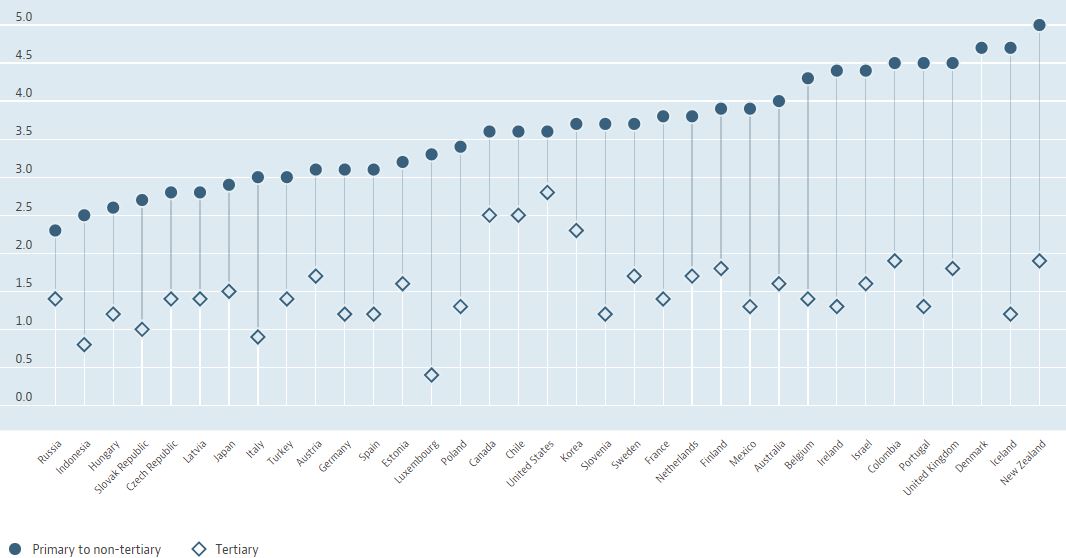 5.0
4.5
4.0
3.5
3.0
2.5
2.0
1.5
1.0
0.5
0.0
Russia
Indonesia
Hungary
Slovak Republic
Czech Republic
Latvia
Japan
Italy
Turkey
Austria
Germany
Spain
Estonia
Luxembourg
Poland
Canada
Chile
United States
Korea
Slovenia
Sweden
France
Netherlands
Finland
Mexico
Australia
Belgium
Ireland
Israel
Colombia
Portugal
United Kingdom
Denmark
Iceland
New Zealand
Primary to non-tertiary
Tertiary